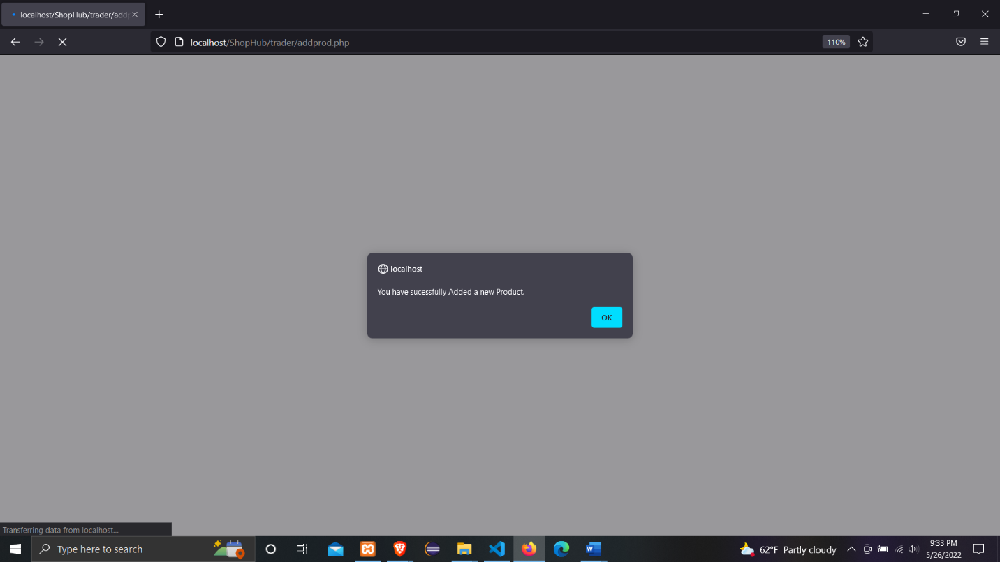 localhost/ShopHub/trader/addp
localhost/ShopHub/trader/addprod.php
110%
localhost
You have sucessfully Added a new Product.
OK
Transferring data from localhost...
Type here to search
62°F Partly cloudy
9:33 PM
5/26/2022